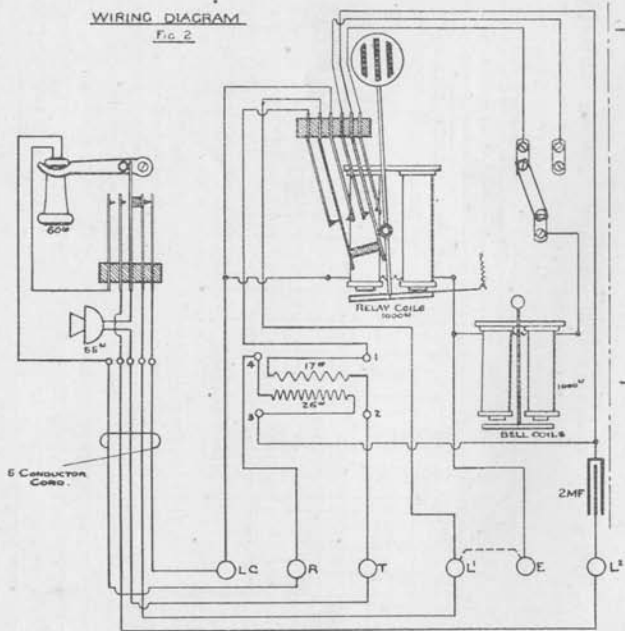 WIRING DIAGRAM
Fig 2
60ω
55ω
5 CONDUCTOR
CORD.
RELAY COILS
1000ω
4
1
17ω
26ω
3
2
1000ω
BELL COILS
2MF
LC
R
T
L¹
E
L²